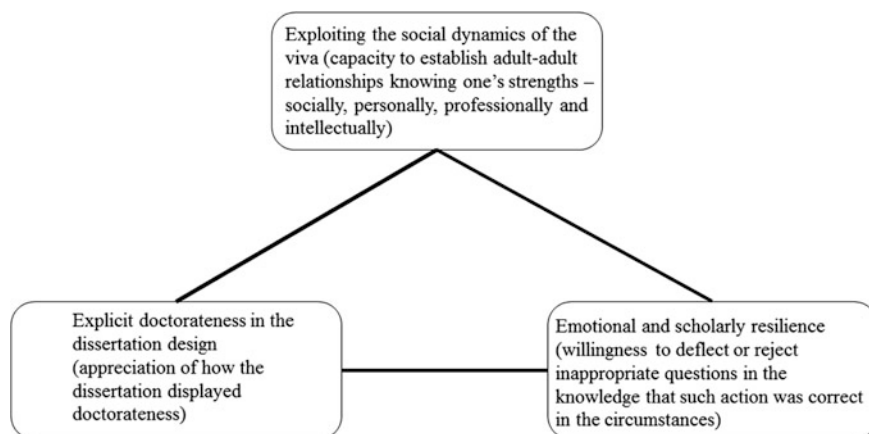 Exploiting the social dynamics of the
viva (capacity to establish adult-adult
relationships knowing one's strengths –
socially, personally, professionally and
intellectually)
Explicit doctorateness in the
dissertation design
(appreciation of how the
dissertation displayed
doctorateness)
Emotional and scholarly resilience
(willingness to deflect or reject
inappropriate questions in the
knowledge that such action was correct
in the circumstances)